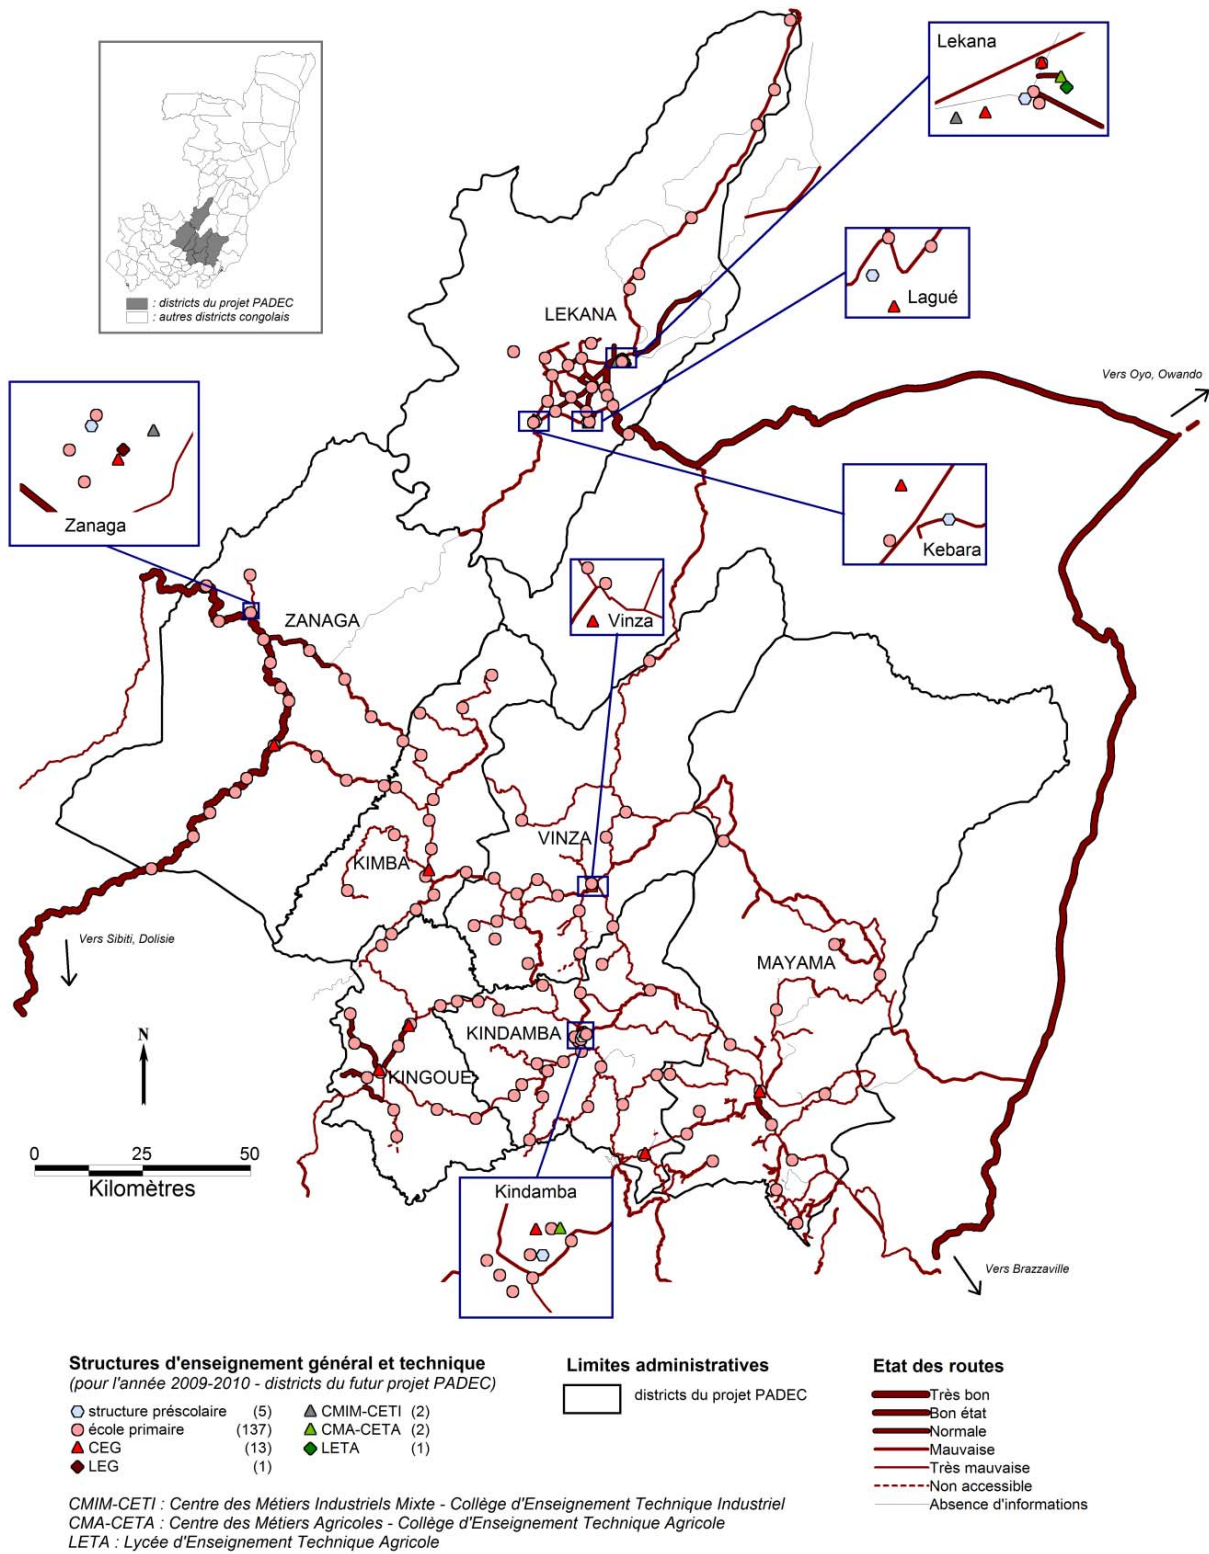 Lekana
: districts du projet PADEC
: autres districts congolais
Lagué
LEKANA
Vers Oyo, Owando
Zanaga
Kebara
Vinza
ZANAGA
VINZA
KIMBA
Vers Sibiti, Dolisie
MAYAMA
N
KINDAMBA
KINGOUE
0 25 50
Kilomètres
Kindamba
Vers Brazzaville
Structures d'enseignement général et technique
(pour l'année 2009-2010 - districts du futur projet PADEC)
structure préscolaire (5)
école primaire (137)
CEG (13)
LEG (1)
CMIM-CETI (2)
CMA-CETA (2)
LETA (1)
Limites administratives
districts du projet PADEC
Etat des routes
Très bon
Bon état
Normale
Mauvaise
Très mauvaise
Non accessible
Absence d'informations
CMIM-CETI : Centre des Métiers Industriels Mixte - Collège d'Enseignement Technique Industriel
CMA-CETA : Centre des Métiers Agricoles - Collège d'Enseignement Technique Agricole
LETA : Lycée d'Enseignement Technique Agricole